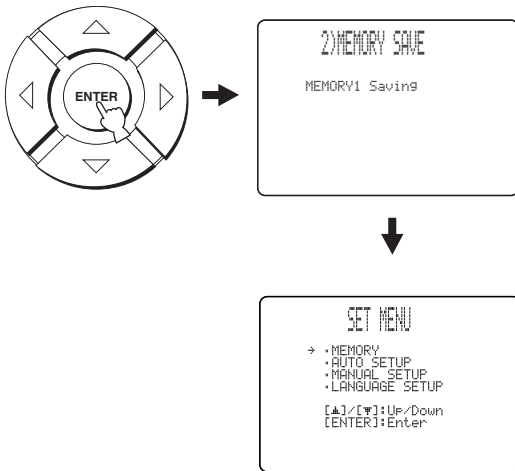 ENTER
2)MEMORY SAVE
MEMORY1 Saving
SET MENU
→ ・MEMORY
・AUTO SETUP
・MANUAL SETUP
・LANGUAGE SETUP
[▲]/[▼]:Up/Down
[ENTER]:Enter